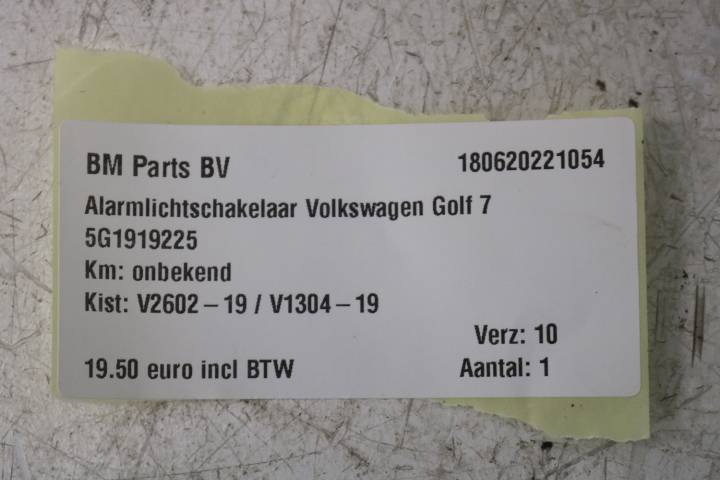 BM Parts BV 180620221054
Alarmlichtschakelaar Volkswagen Golf 7
5G1919225
Km: onbekend
Kist: V2602 – 19 / V1304 – 19
Verz: 10
19.50 euro incl BTW Aantal: 1